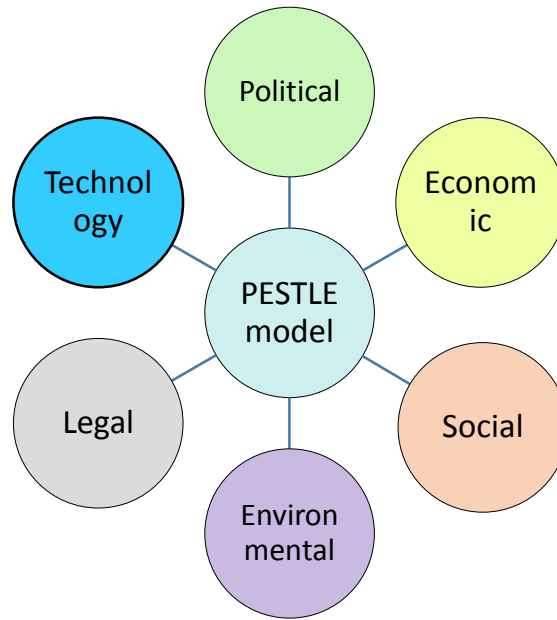 Political
Technol
ogy
Econom
ic
PESTLE
model
Legal
Social
Environ
mental